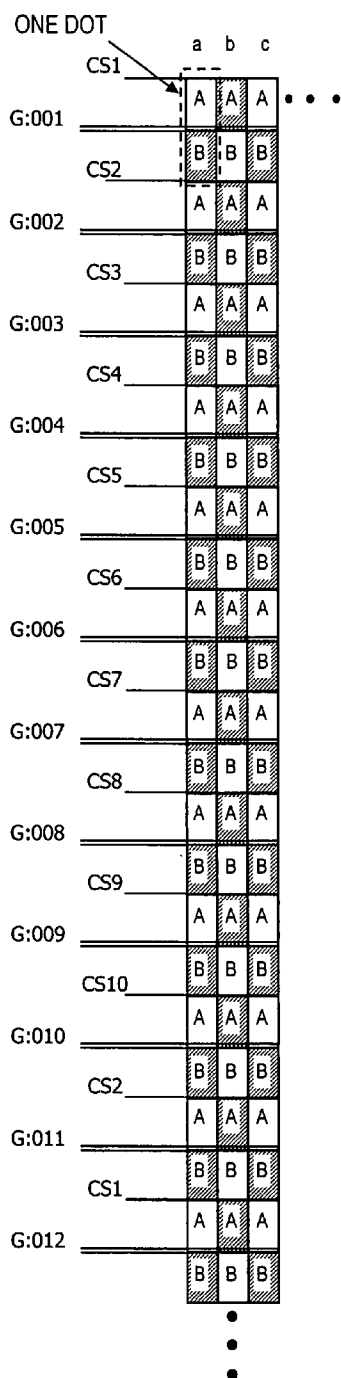 ONE DOT
a b c
CS1
A A A
G:001
B B B
CS2
A A A
G:002
B B B
CS3
A A A
G:003
B B B
CS4
A A A
G:004
B B B
CS5
A A A
G:005
B B B
CS6
A A A
G:006
B B B
CS7
A A A
G:007
B B B
CS8
A A A
G:008
B B B
CS9
A A A
G:009
B B B
CS10
A A A
G:010
B B B
CS2
A A A
G:011
B B B
CS1
A A A
G:012
B B B